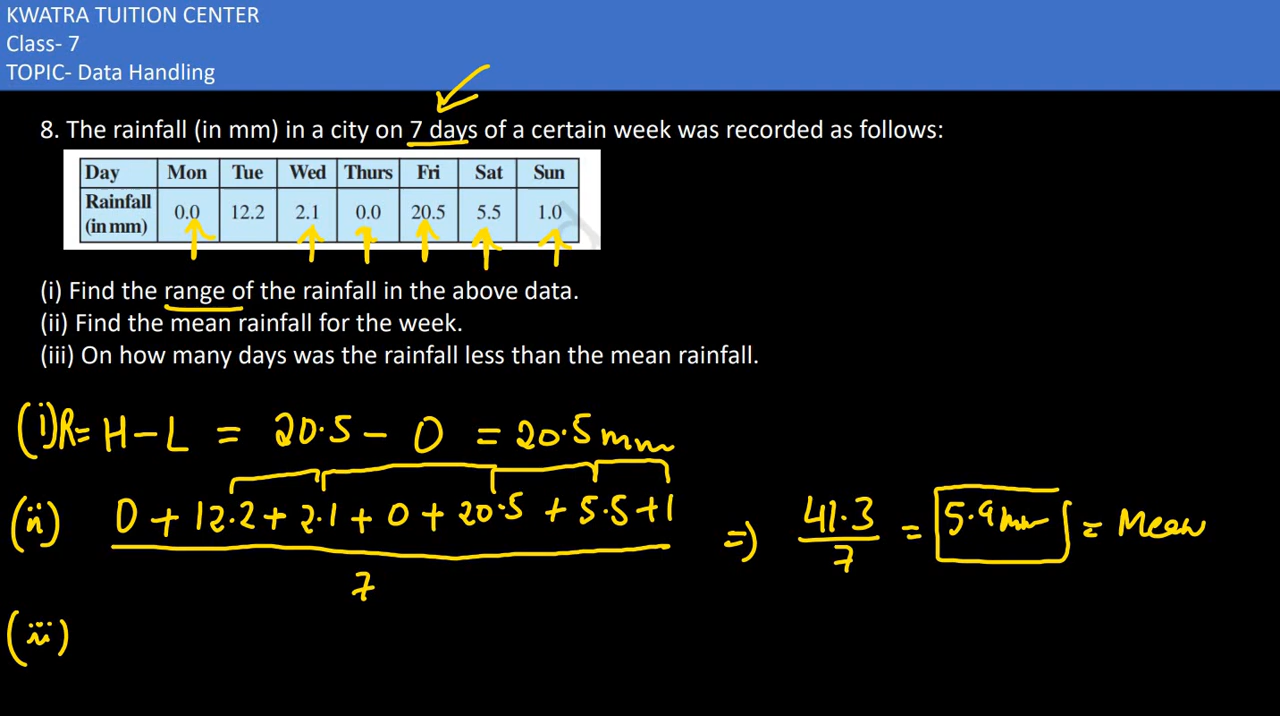 KWATRA TUITION CENTER
Class- 7
TOPIC- Data Handling
8. The rainfall (in mm) in a city on 7 days of a certain week was recorded as follows:
Day Mon Tue Wed Thurs Fri Sat Sun
Rainfall (in mm) 0.0 12.2 2.1 0.0 20.5 5.5 1.0
(i) Find the range of the rainfall in the above data.
(ii) Find the mean rainfall for the week.
(iii) On how many days was the rainfall less than the mean rainfall.
(i) R= H-L = 20.5 - 0 = 20.5mm
(ii) 0 + 12.2 + 2.1 + 0 + 20.5 + 5.5 + 1 / 7 => 41.3 / 7 = 5.9mm = Mean
(iii)